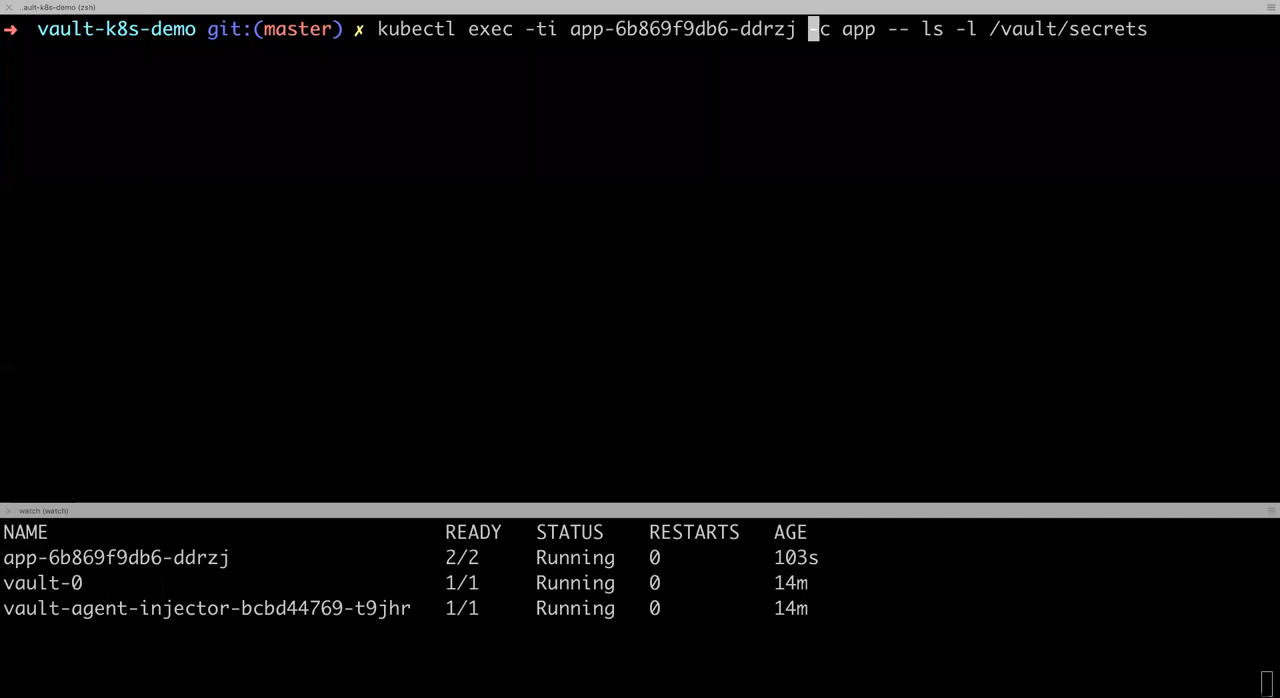 ..ault-k8s-demo (zsh)
➜ vault-k8s-demo git:(master) ✗ kubectl exec -ti app-6b869f9db6-ddrzj -c app -- ls -l /vault/secrets
watch (watch)
NAME READY STATUS RESTARTS AGE
app-6b869f9db6-ddrzj 2/2 Running 0 103s
vault-0 1/1 Running 0 14m
vault-agent-injector-bcbd44769-t9jhr 1/1 Running 0 14m